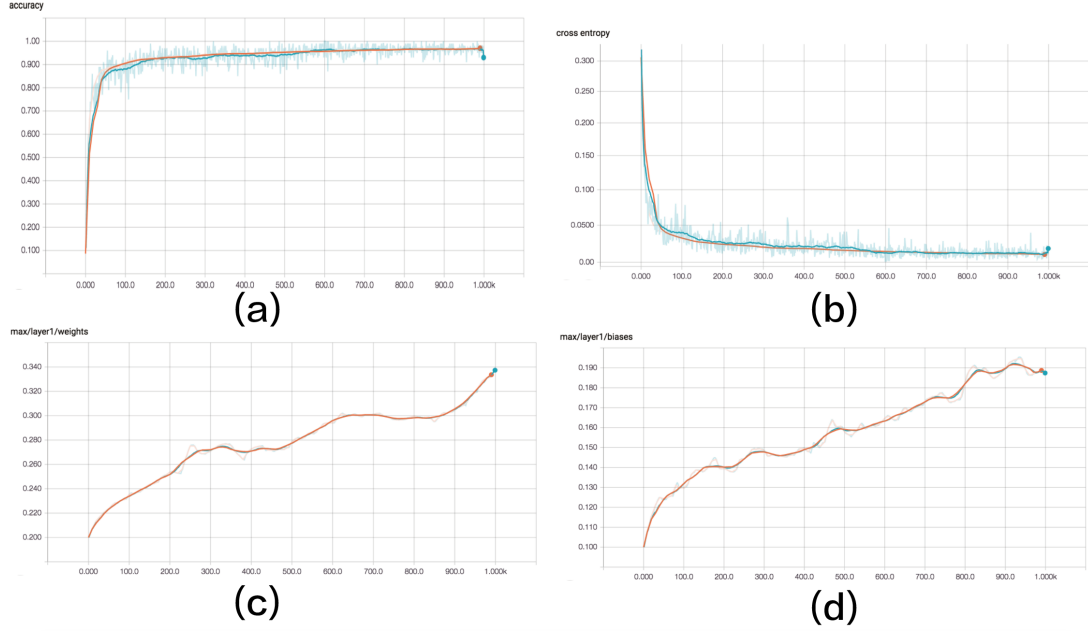 accuracy
1.00
0.900
0.800
0.700
0.600
0.500
0.400
0.300
0.200
0.100
0.000 100.0 200.0 300.0 400.0 500.0 600.0 700.0 800.0 900.0 1.000k
(a)
cross entropy
0.300
0.250
0.200
0.150
0.100
0.0500
0.00
0.000 100.0 200.0 300.0 400.0 500.0 600.0 700.0 800.0 900.0 1.000k
(b)
max/layer1/weights
0.340
0.320
0.300
0.280
0.260
0.240
0.220
0.200
0.000 100.0 200.0 300.0 400.0 500.0 600.0 700.0 800.0 900.0 1.000k
(c)
max/layer1/biases
0.190
0.180
0.170
0.160
0.150
0.140
0.130
0.120
0.110
0.100
0.000 100.0 200.0 300.0 400.0 500.0 600.0 700.0 800.0 900.0 1.000k
(d)